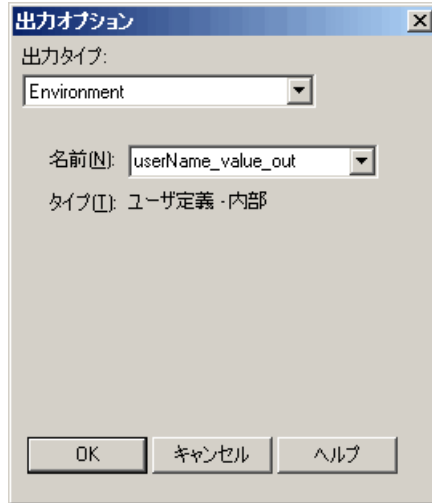 出力オプション
出力タイプ:
Environment
名前(N): userName_value_out
タイプ(T): ユーザ定義 - 内部
OK キャンセル ヘルプ